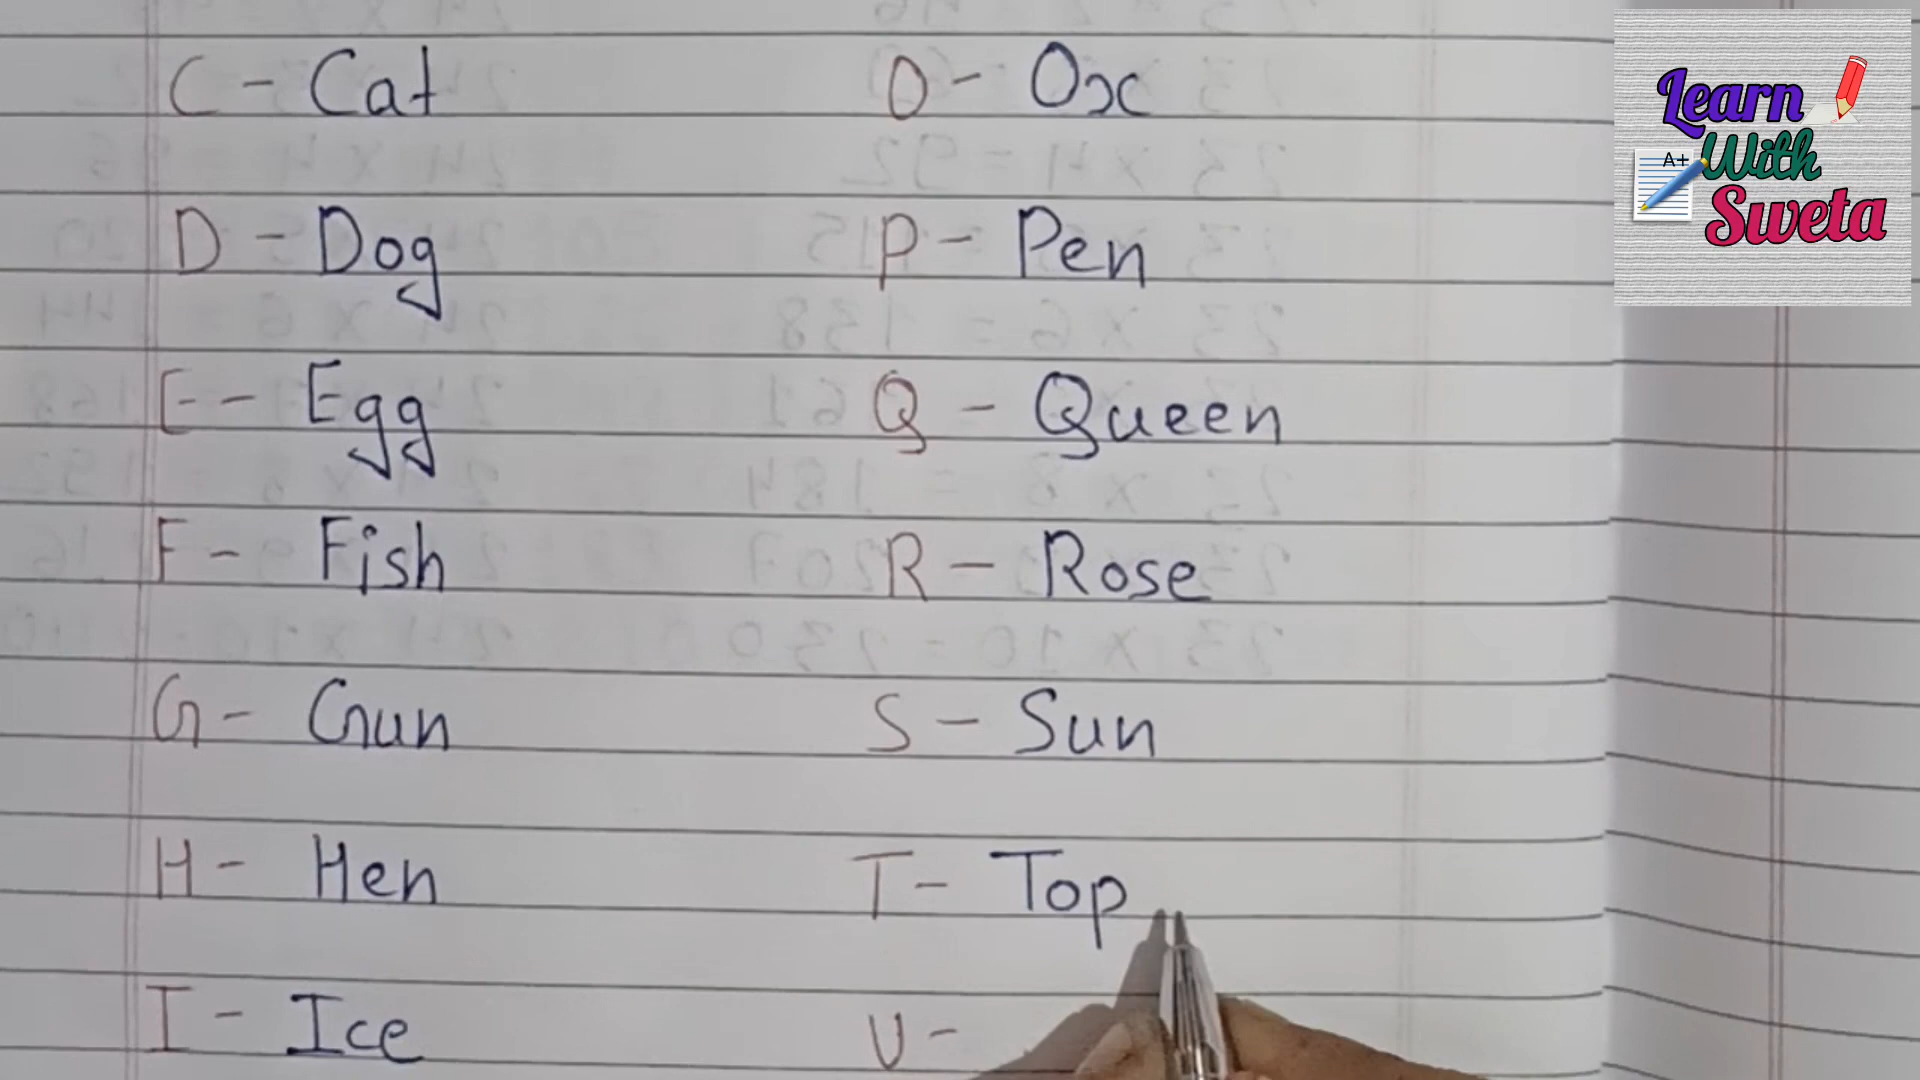 C - Cat
D - Dog
E - Egg
F - Fish
G - Gun
H - Hen
I - Ice
O - Ox
P - Pen
Q - Queen
R - Rose
S - Sun
T - Top
U -
Learn
With
Sweta
A+